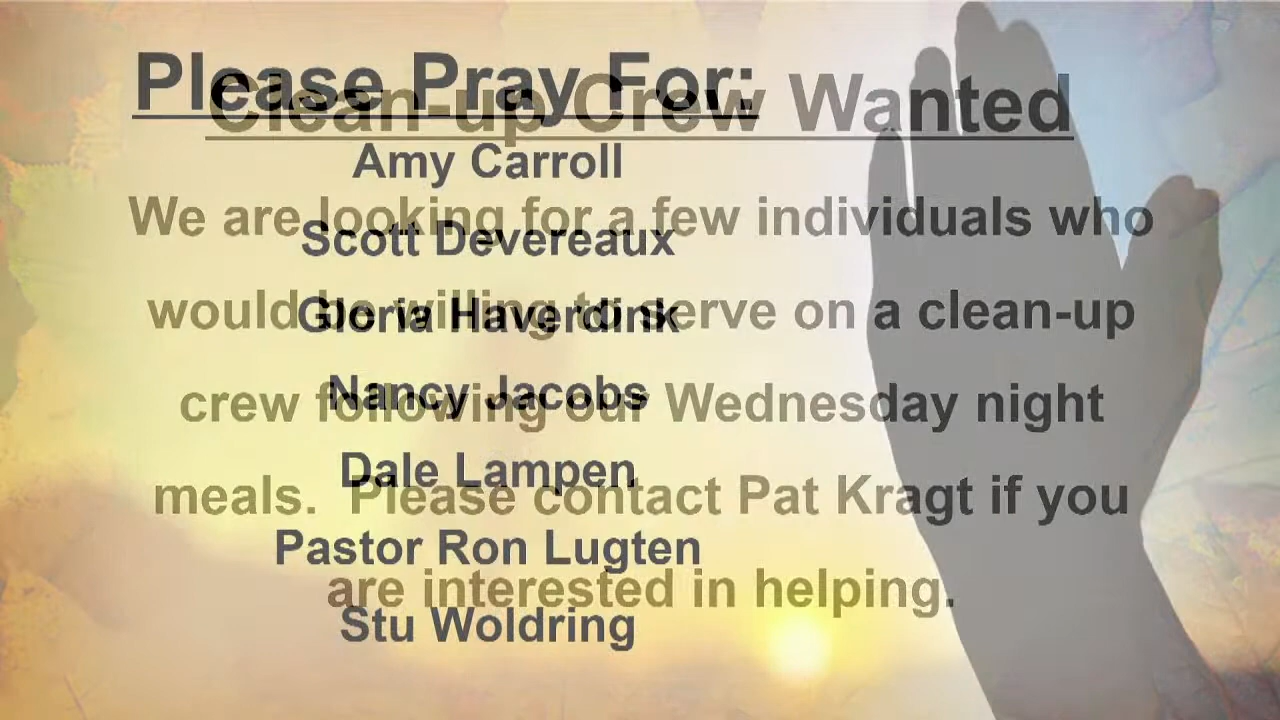 Please Pray For:
Amy Carroll
Scott Devereaux
Gloria Haverdink
Nancy Jacobs
Dale Lampen
Pastor Ron Lugten
Stu Woldring
Clean-up Crew Wanted
We are looking for a few individuals who
would be willing to serve on a clean-up
crew following our Wednesday night
meals.  Please contact Pat Kragt if you
are interested in helping.